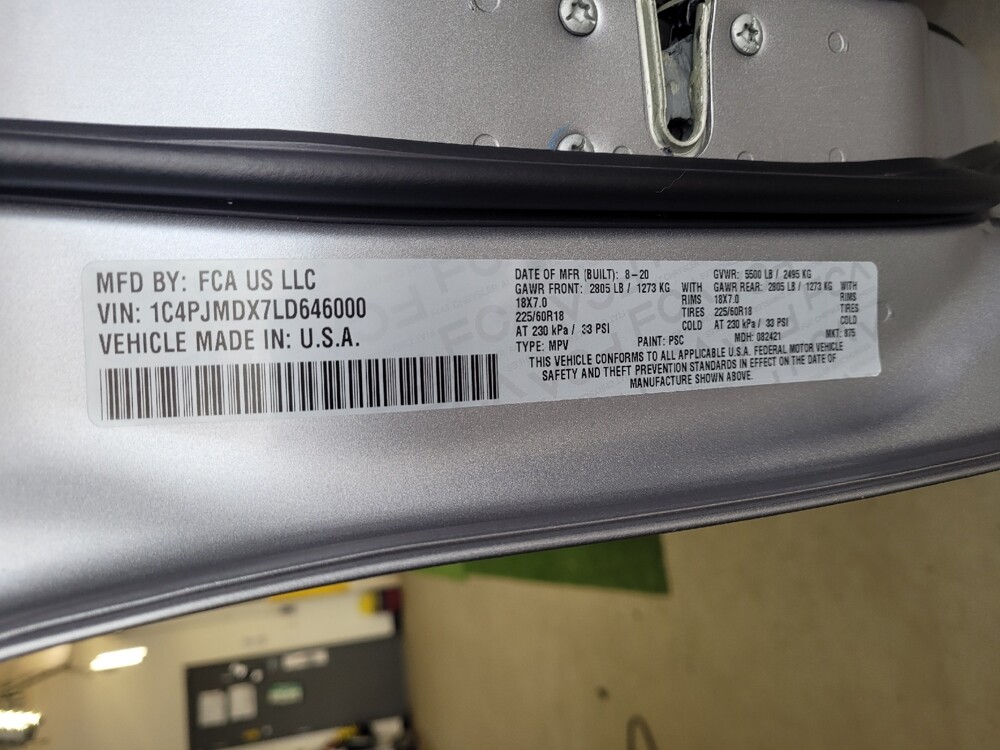 MFD BY: FCA US LLC
VIN: 1C4PJMDX7LD646000
VEHICLE MADE IN: U.S.A.
DATE OF MFR (BUILT): 8-20 GVWR: 5500 LB / 2495 KG
GAWR FRONT: 2805 LB / 1273 KG WITH GAWR REAR: 2805 LB / 1273 KG WITH
18X7.0 RIMS 18X7.0 RIMS
225/60R18 TIRES 225/60R18 TIRES
AT 230 kPa / 33 PSI COLD AT 230 kPa / 33 PSI COLD
TYPE: MPV PAINT: PSC MDH: 082421 MKT: 875
THIS VEHICLE CONFORMS TO ALL APPLICABLE U.S.A. FEDERAL MOTOR VEHICLE
SAFETY AND THEFT PREVENTION STANDARDS IN EFFECT ON THE DATE OF
MANUFACTURE SHOWN ABOVE.